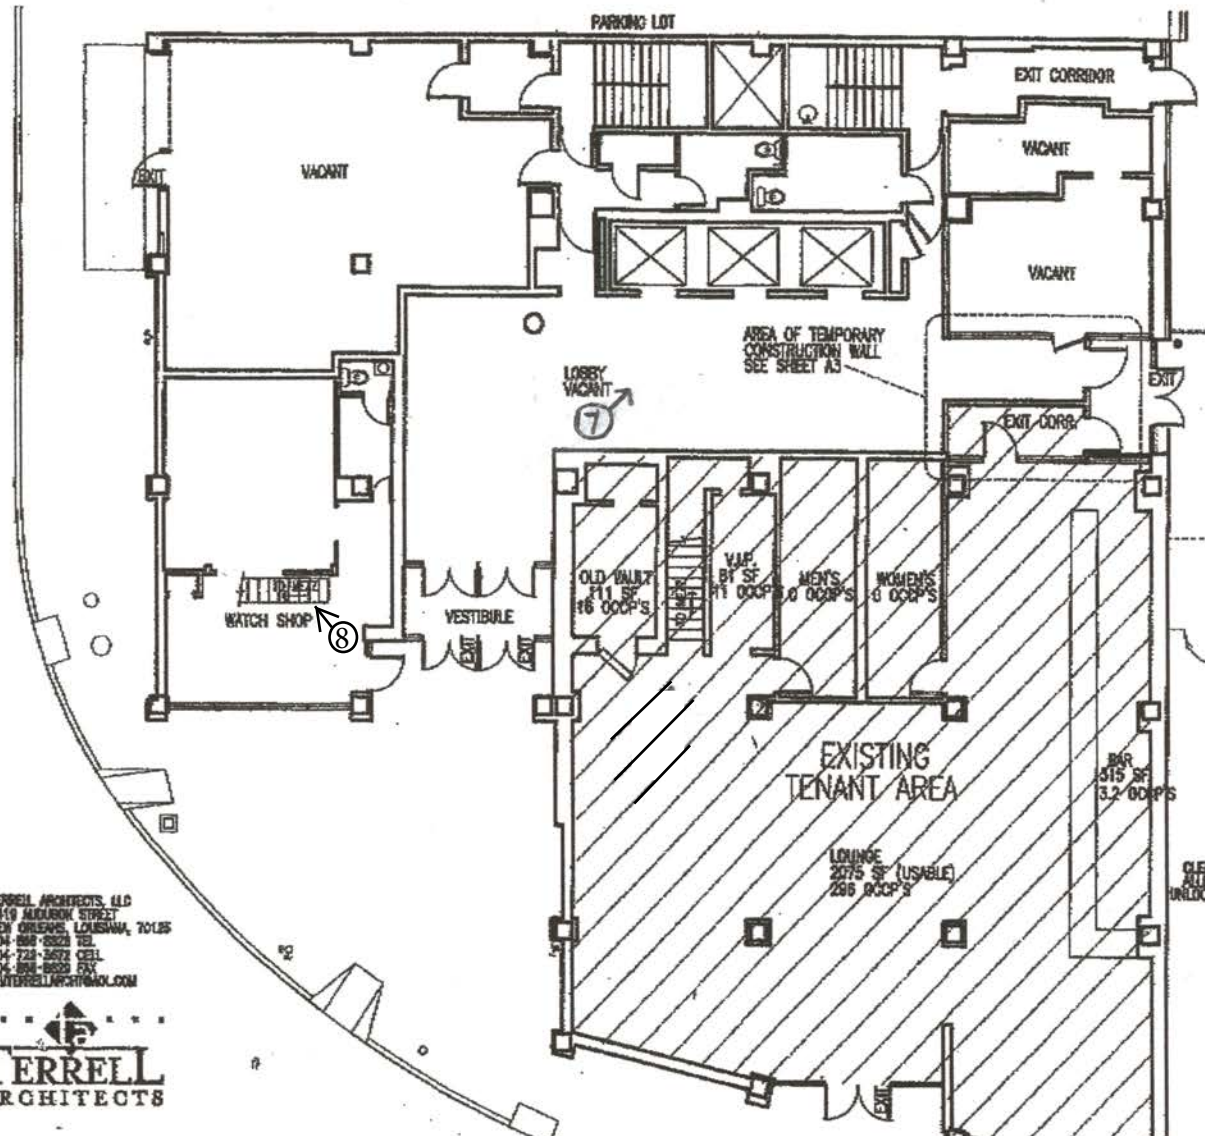 PARKING LOT
EXIT CORRIDOR
VACANT
VACANT
EXIT
VACANT
AREA OF TEMPORARY
CONSTRUCTION WALL
SEE SHEET A3
LOBBY
VACANT
7
EXIT
EXIT CORR.
OLD VAULT
111 SF
16 OCCP'S
V.I.P.
81 SF
11 OCCP'S
MEN'S
0 OCCP'S
WOMEN'S
0 OCCP'S
WATCH SHOP
8
VESTIBULE
EXIT
EXIT
EXISTING
TENANT AREA
BAR
315 SF
3.2 OCCP'S
LOUNGE
2075 SF (USABLE)
296 OCCP'S
ARCHITECTS, LLC
AUDUBON STREET
ORLEANS, LOUISIANA, 70125
TEL
CELL
FAX
TERRELL
ARCHITECTS
EXIT